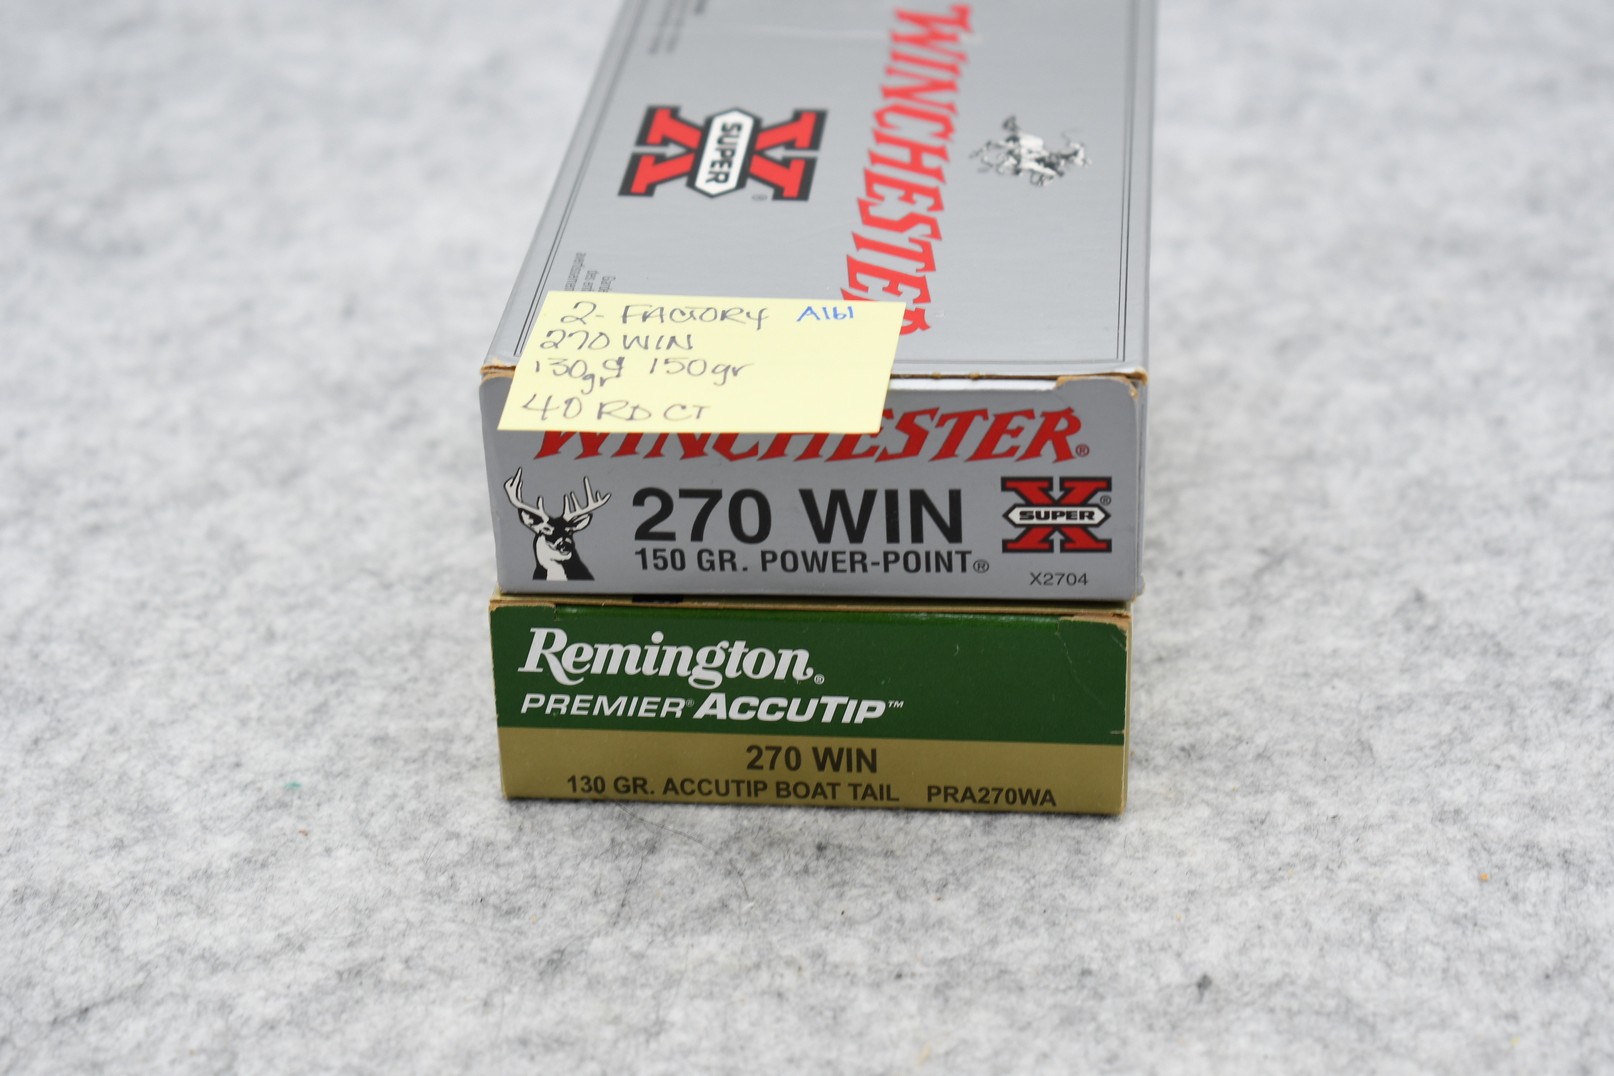 WINCHESTER
SUPER X®
2- FACTORY A161
270 WIN
130gr & 150gr
40 RD CT
WINCHESTER®
270 WIN
SUPER X®
150 GR. POWER-POINT®
X2704
Remington®
PREMIER® ACCUTIP™
270 WIN
130 GR. ACCUTIP BOAT TAIL PRA270WA